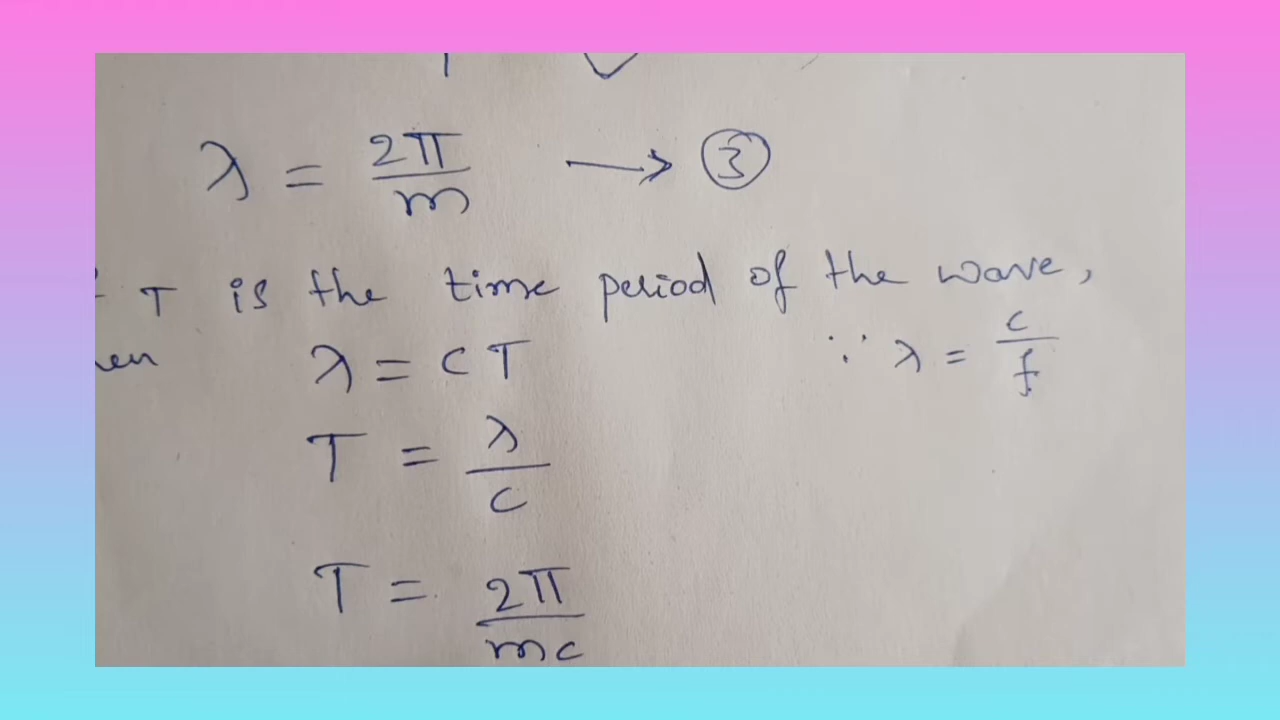 λ = 2π/m → ③
T is the time period of the wave,
λ = CT ∵ λ = c/f
T = λ/c
T = 2π/mc